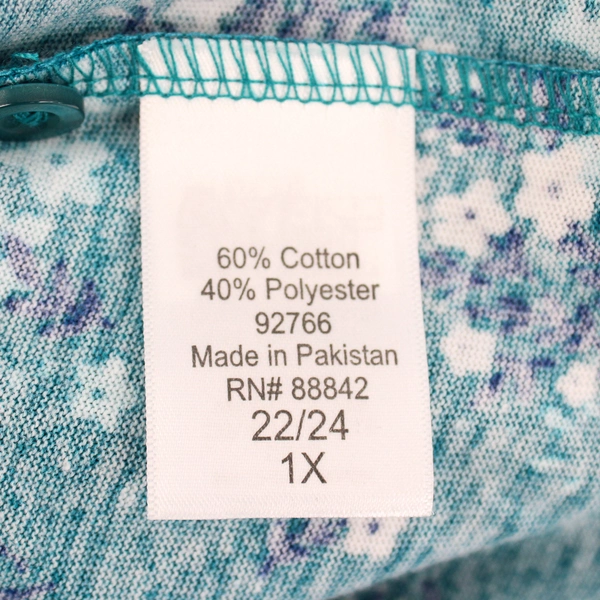 60% Cotton
40% Polyester
92766
Made in Pakistan
RN# 88842
22/24
1X